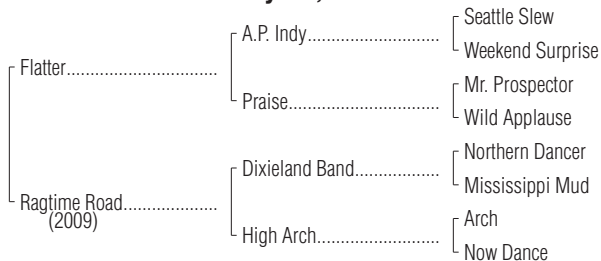 Seattle Slew
A.P. Indy
Weekend Surprise
Flatter
Mr. Prospector
Praise
Wild Applause
Northern Dancer
Dixieland Band
Mississippi Mud
Ragtime Road
(2009)
Arch
High Arch
Now Dance